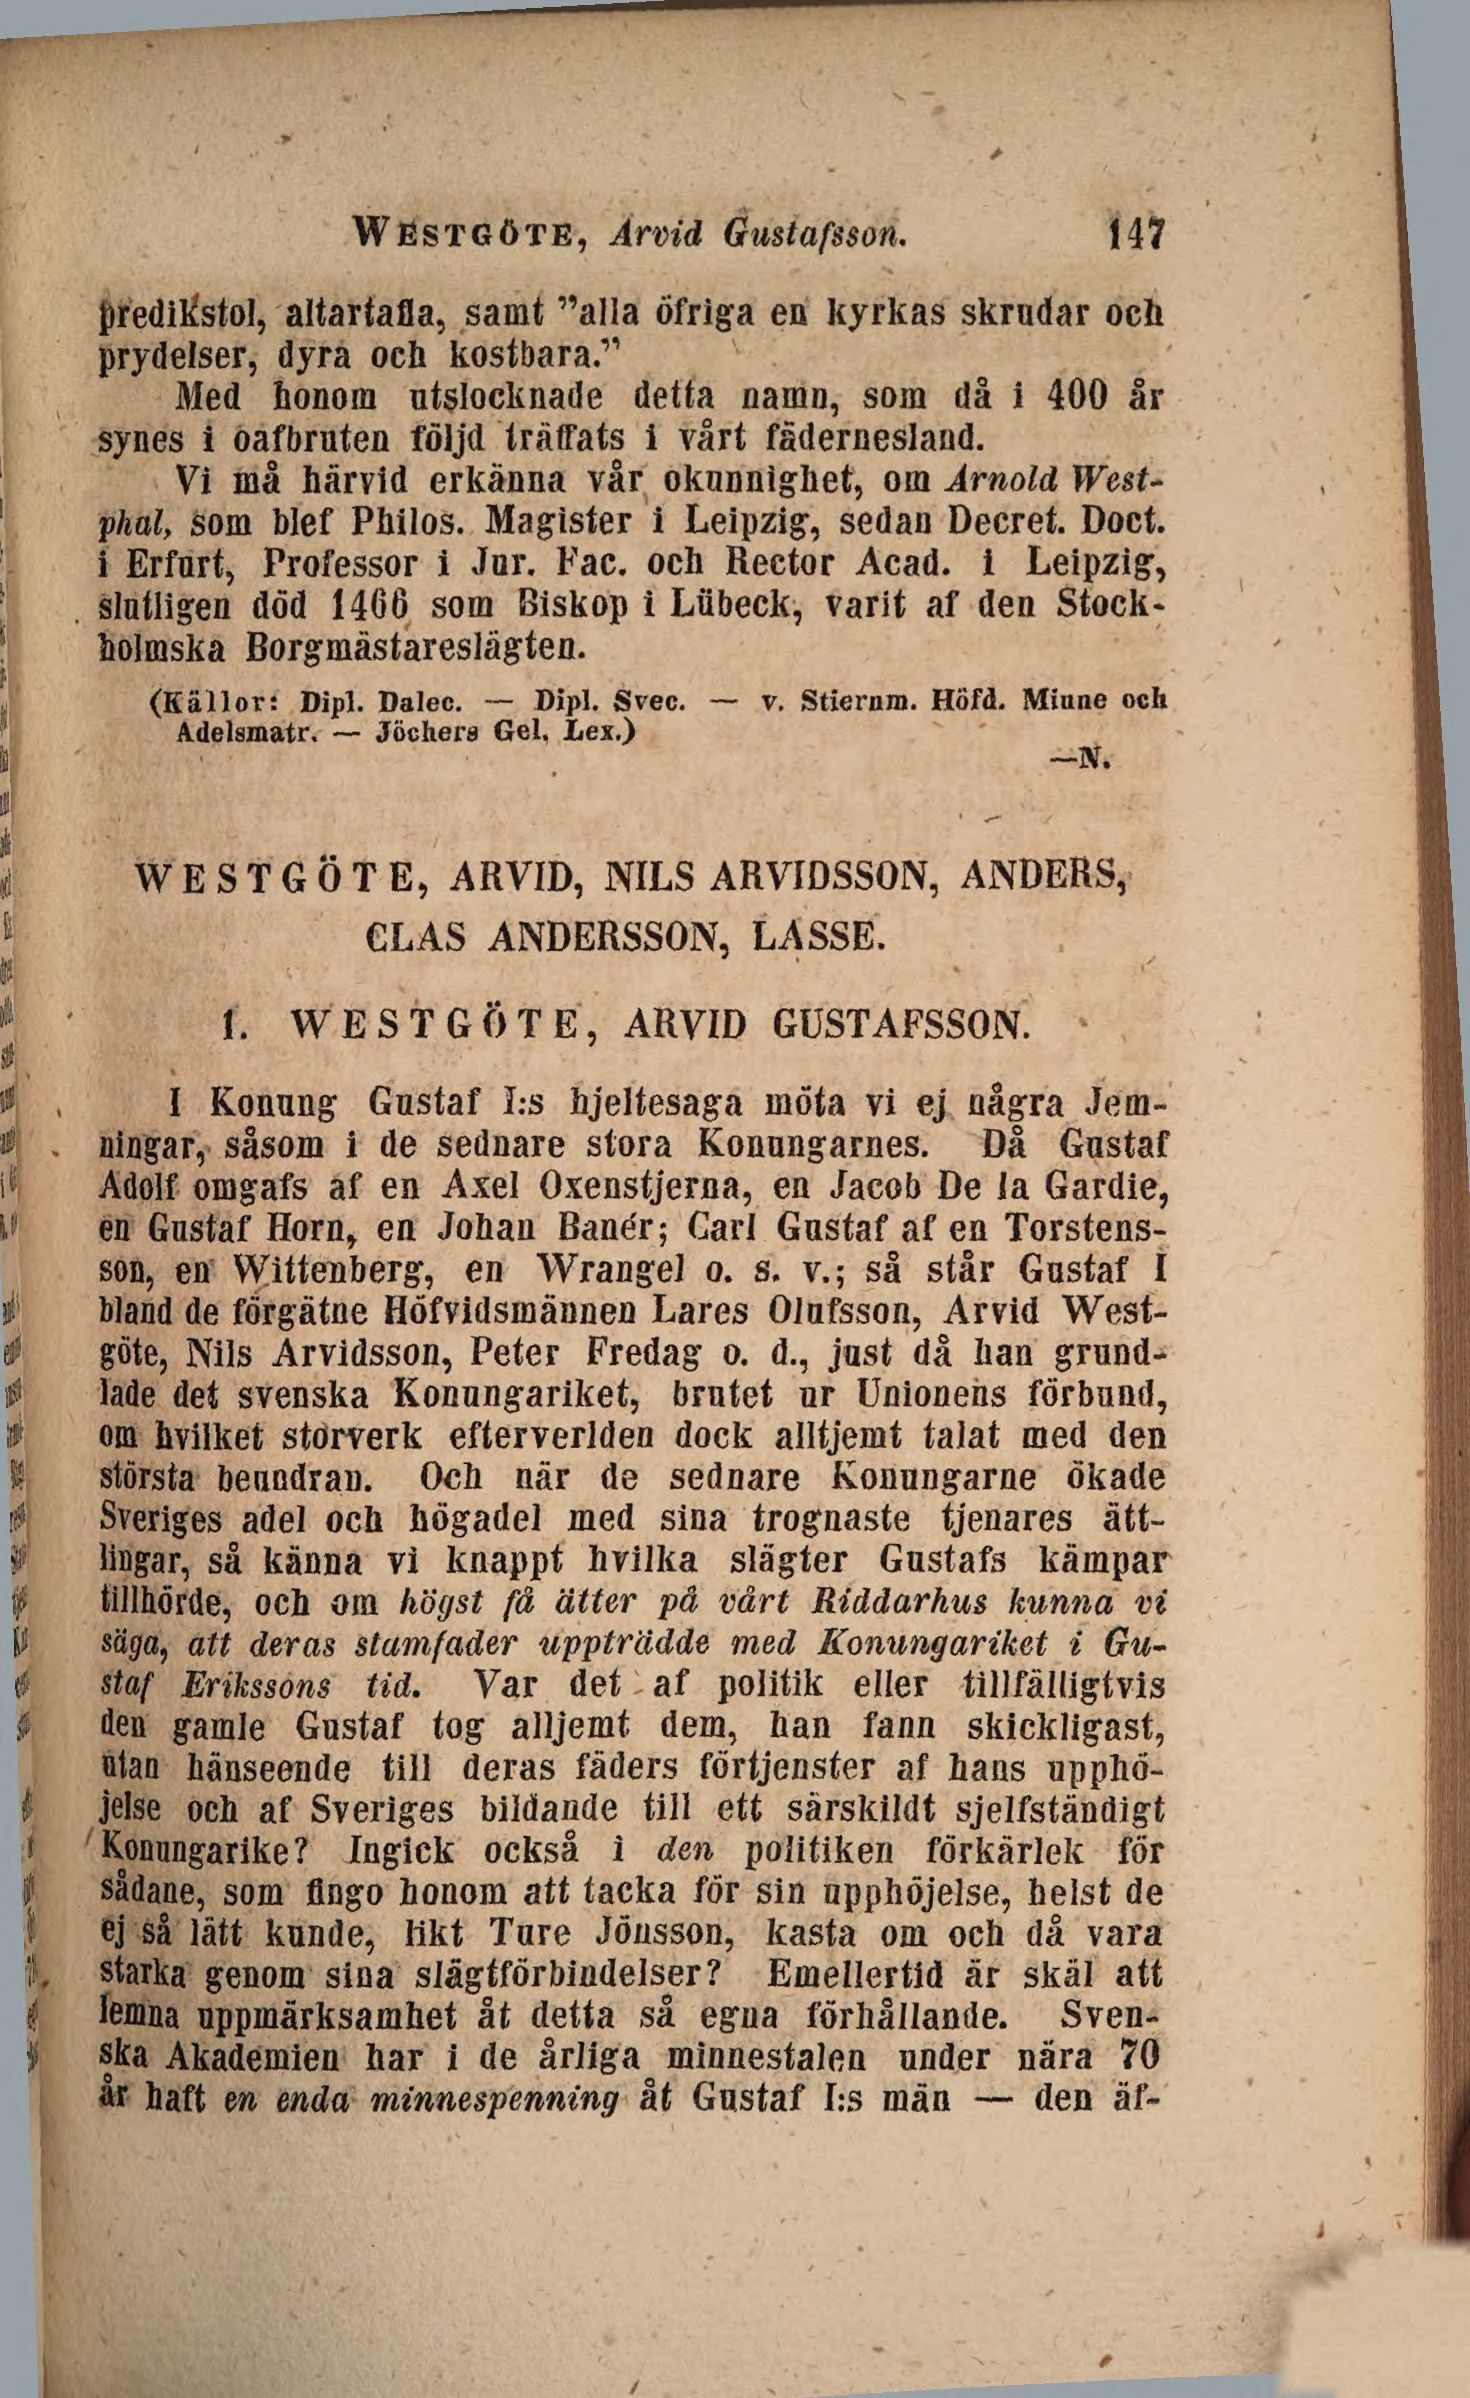 WESTGÖTE, Arvid Gustafsson. 147
predikstol, altartafla, samt ”alla öfriga en kyrkas skrudar och
prydelser, dyra och kostbara.”
Med honom utslocknade detta namn, som då i 400 år
synes i oafbruten följd träffats i vårt fädernesland.
Vi må härvid erkänna vår okunnighet, om Arnold West-
phal, som blef Philos. Magister i Leipzig, sedan Decret. Doct.
i Erfurt, Professor i Jur. Fac. och Rector Acad. i Leipzig,
slutligen död 1466 som Biskop i Lübeck, varit af den Stock-
holmska Borgmästareslägten.
(Källor: Dipl. Dalec. — Dipl. Svec. — v. Stiernm. Höfd. Minne och
Adelsmatr. — Jöchers Gel. Lex.)
—N.
WESTGÖTE, ARVID, NILS ARVIDSSON, ANDERS,
CLAS ANDERSSON, LASSE.
1. WESTGÖTE, ARVID GUSTAFSSON.
I Konung Gustaf I:s hjeltesaga möta vi ej några Jem-
ningar, såsom i de sednare stora Konungarnes. Då Gustaf
Adolf omgafs af en Axel Oxenstjerna, en Jacob De la Gardie,
en Gustaf Horn, en Johan Banér; Carl Gustaf af en Torstens-
son, en Wittenberg, en Wrangel o. s. v.; så står Gustaf I
bland de förgätne Höfvidsmännen Lares Olufsson, Arvid West-
göte, Nils Arvidsson, Peter Fredag o. d., just då han grund-
lade det svenska Konungariket, brutet ur Unionens förbund,
om hvilket storverk efterverlden dock alltjemt talat med den
största beundran. Och när de sednare Konungarne ökade
Sveriges adel och högadel med sina trognaste tjenares ätt-
lingar, så känna vi knappt hvilka slägter Gustafs kämpar
tillhörde, och om högst få ätter på vårt Riddarhus kunna vi
säga, att deras stamfader uppträdde med Konungariket i Gu-
staf Erikssons tid. Var det af politik eller tillfälligtvis
den gamle Gustaf tog alljemt dem, han fann skickligast,
utan hänseende till deras fäders förtjenster af hans upphö-
jelse och af Sveriges bildande till ett särskildt sjelfständigt
Konungarike? Ingick också i den politiken förkärlek för
sådane, som fingo honom att tacka för sin upphöjelse, helst de
ej så lätt kunde, likt Ture Jönsson, kasta om och då vara
starka genom sina slägtförbindelser? Emellertid är skäl att
lemna uppmärksamhet åt detta så egna förhållande. Sven-
ska Akademien har i de årliga minnestalen under nära 70
år haft en enda minnespenning åt Gustaf I:s män — den äf-